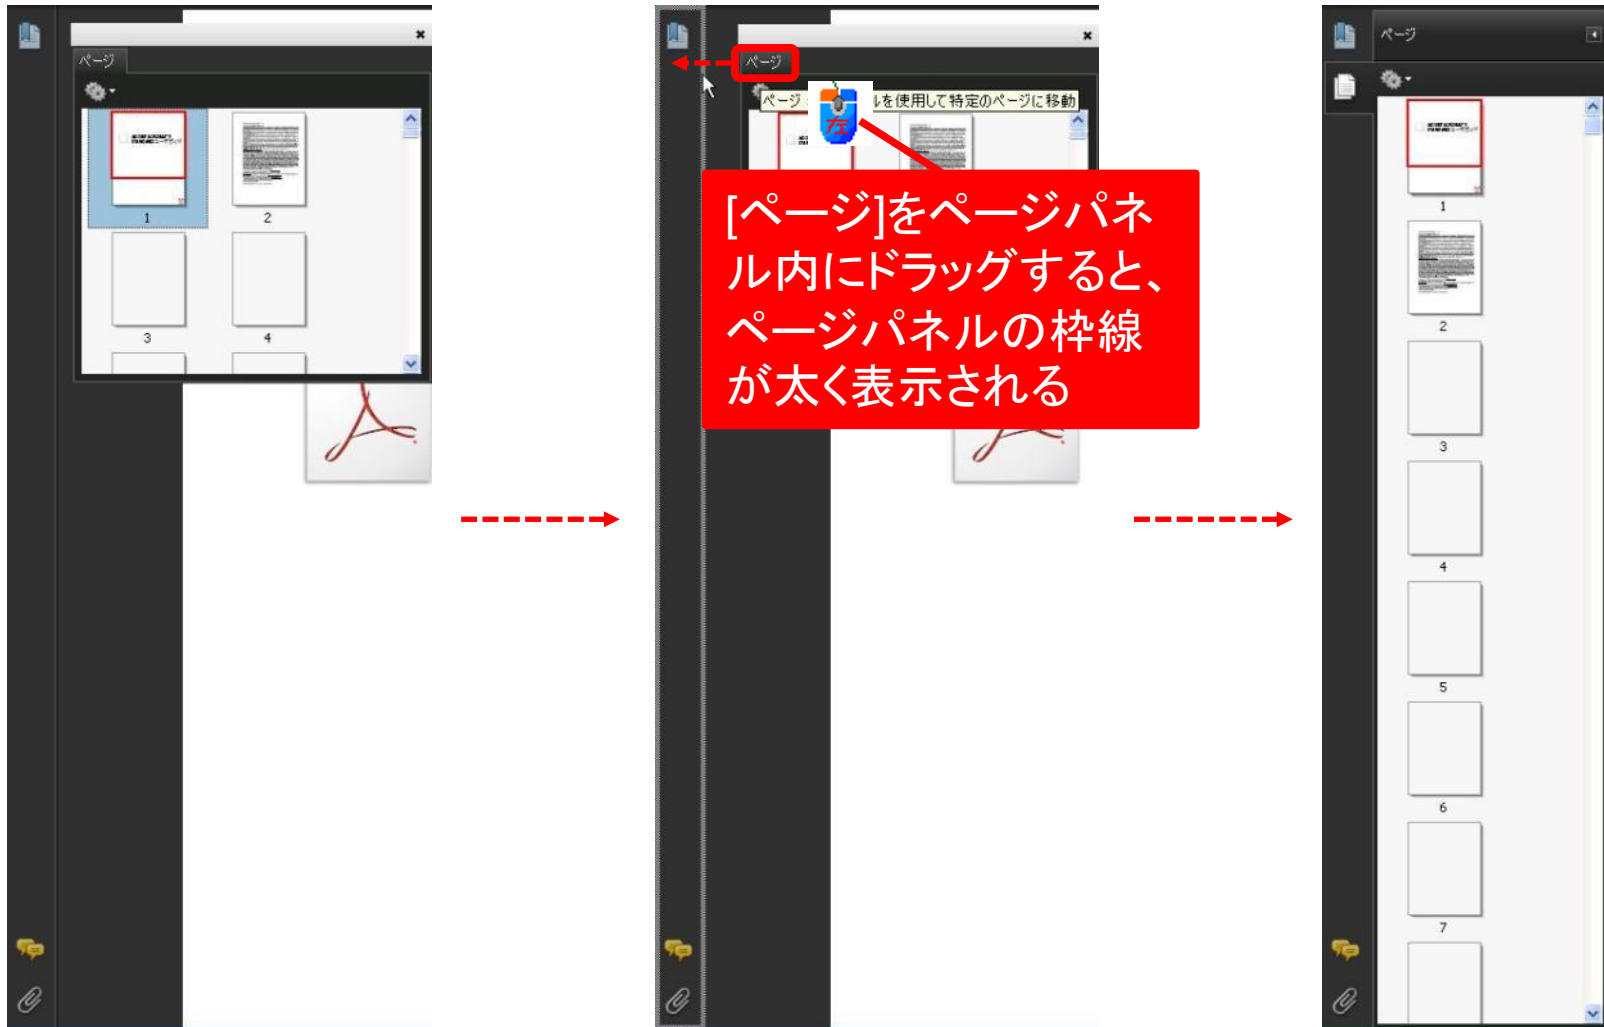 ページ
1
2
3
4
ページ
ページ
ルを使用して特定のページに移動
左
[ページ]をページパネ
ル内にドラッグすると、
ページパネルの枠線
が太く表示される
ページ
1
2
3
4
5
6
7